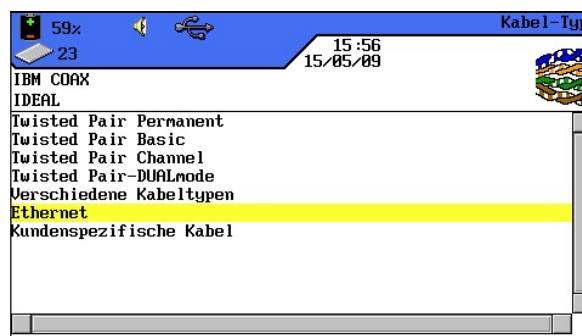 59%
Kabel-Typ
23
15:56
15/05/09
IBM COAX
IDEAL
Twisted Pair Permanent
Twisted Pair Basic
Twisted Pair Channel
Twisted Pair-DUALmode
Verschiedene Kabeltypen
Ethernet
Kundenspezifische Kabel